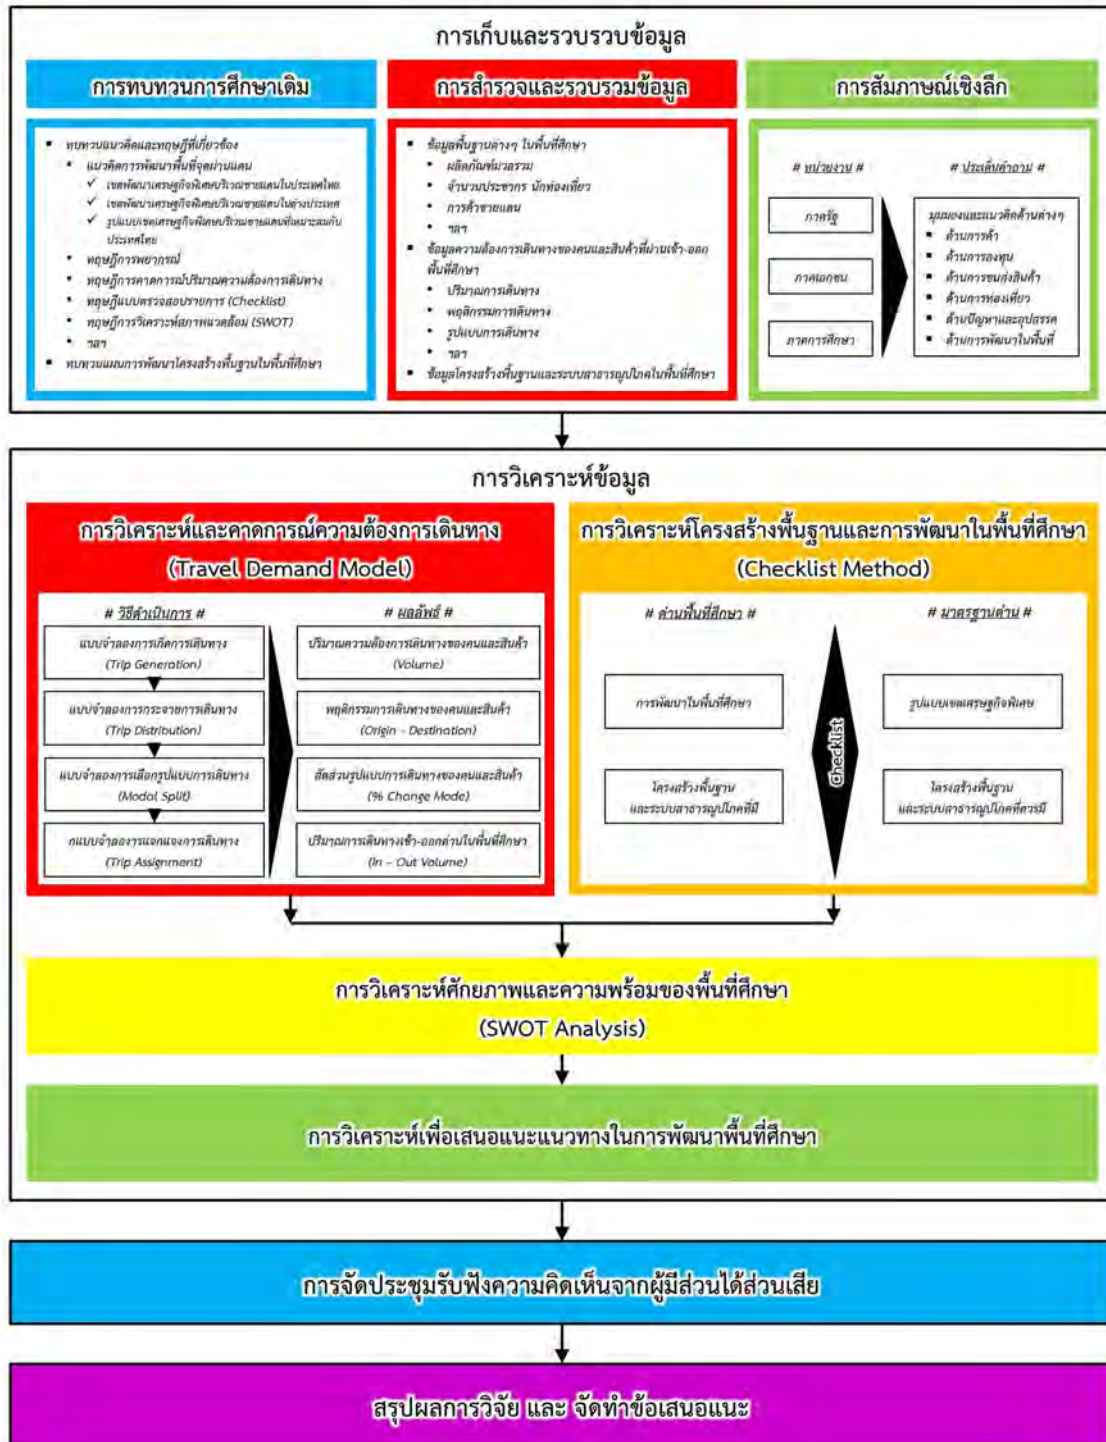 การเก็บและรวบรวบข้อมูล
การทบทวนการศึกษาเดิม
▪ ทบทวนแนวคิดและทฤษฎีที่เกี่ยวข้อง
• แนวคิดการพัฒนาพื้นที่จุดผ่านแดน
✓ เขตพัฒนาเศรษฐกิจพิเศษบริเวณชายแดนในประเทศไทย
✓ เขตพัฒนาเศรษฐกิจพิเศษบริเวณชายแดนในต่างประเทศ
✓ รูปแบบเขตเศรษฐกิจพิเศษบริเวณชายแดนที่เหมาะสมกับ
ประเทศไทย
• ทฤษฎีการพยากรณ์
• ทฤษฎีการคาดการณ์ปริมาณความต้องการเดินทาง
• ทฤษฎีแบบตรวจสอบรายการ (Checklist)
• ทฤษฎีการวิเคราะห์สภาพแวดล้อม (SWOT)
• ฯลฯ
▪ ทบทวนแผนการพัฒนาโครงสร้างพื้นฐานในพื้นที่ศึกษา
การสำรวจและรวบรวมข้อมูล
▪ ข้อมูลพื้นฐานต่างๆ ในพื้นที่ศึกษา
• ผลิตภัณฑ์มวลรวม
• จำนวนประชากร นักท่องเที่ยว
• การค้าชายแดน
• ฯลฯ
▪ ข้อมูลความต้องการเดินทางของคนและสินค้าที่ผ่านเข้า-ออก
พื้นที่ศึกษา
• ปริมาณการเดินทาง
• พฤติกรรมการเดินทาง
• รูปแบบการเดินทาง
• ฯลฯ
▪ ข้อมูลโครงสร้างพื้นฐานและระบบสาธารณูปโภคในพื้นที่ศึกษา
การสัมภาษณ์เชิงลึก
# หน่วยงาน #
ภาครัฐ
ภาคเอกชน
ภาคการศึกษา
# ประเด็นคำถาม #
มุมมองและแนวคิดด้านต่างๆ
▪ ด้านการค้า
▪ ด้านการลงทุน
▪ ด้านการขนส่งสินค้า
▪ ด้านการท่องเที่ยว
▪ ด้านปัญหาและอุปสรรค
▪ ด้านการพัฒนาในพื้นที่
การวิเคราะห์ข้อมูล
การวิเคราะห์และคาดการณ์ความต้องการเดินทาง
(Travel Demand Model)
# วิธีดำเนินการ #
แบบจำลองการเกิดการเดินทาง
(Trip Generation)
แบบจำลองการกระจายการเดินทาง
(Trip Distribution)
แบบจำลองการเลือกรูปแบบการเดินทาง
(Modal Split)
กแบบจำลองารแจกแจงการเดินทาง
(Trip Assignment)
# ผลลัพธ์ #
ปริมาณความต้องการเดินทางของคนและสินค้า
(Volume)
พฤติกรรมการเดินทางของคนและสินค้า
(Origin – Destination)
สัดส่วนรูปแบบการเดินทางของคนและสินค้า
(% Change Mode)
ปริมาณการเดินทางเข้า-ออกด่านในพื้นที่ศึกษา
(In – Out Volume)
การวิเคราะห์โครงสร้างพื้นฐานและการพัฒนาในพื้นที่ศึกษา
(Checklist Method)
# ด่านพื้นที่ศึกษา #
การพัฒนาในพื้นที่ศึกษา
โครงสร้างพื้นฐาน
และระบบสาธารณูปโภคที่มี
Checklist
# มาตรฐานด่าน #
รูปแบบเขตเศรษฐกิจพิเศษ
โครงสร้างพื้นฐาน
และระบบสาธารณูปโภคที่ควรมี
การวิเคราะห์ศักยภาพและความพร้อมของพื้นที่ศึกษา
(SWOT Analysis)
การวิเคราะห์เพื่อเสนอแนะแนวทางในการพัฒนาพื้นที่ศึกษา
การจัดประชุมรับฟังความคิดเห็นจากผู้มีส่วนได้ส่วนเสีย
สรุปผลการวิจัย และ จัดทำข้อเสนอแนะ